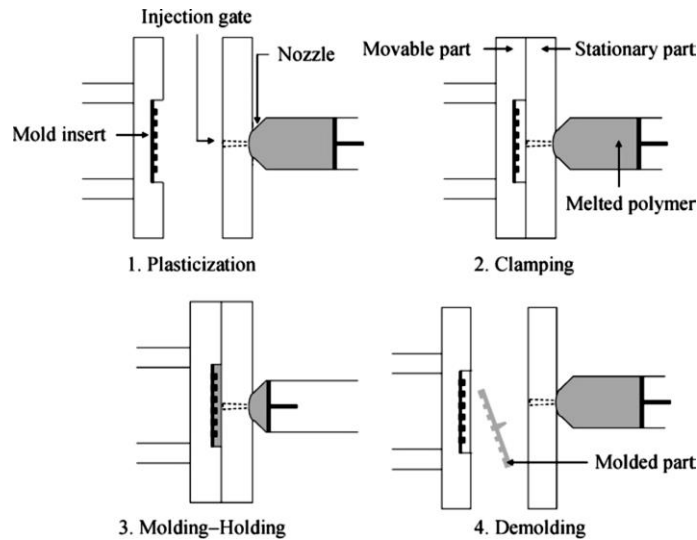 Injection gate
Nozzle
Mold insert
1. Plasticization
Movable part
Stationary part
Melted polymer
2. Clamping
3. Molding–Holding
Molded part
4. Demolding